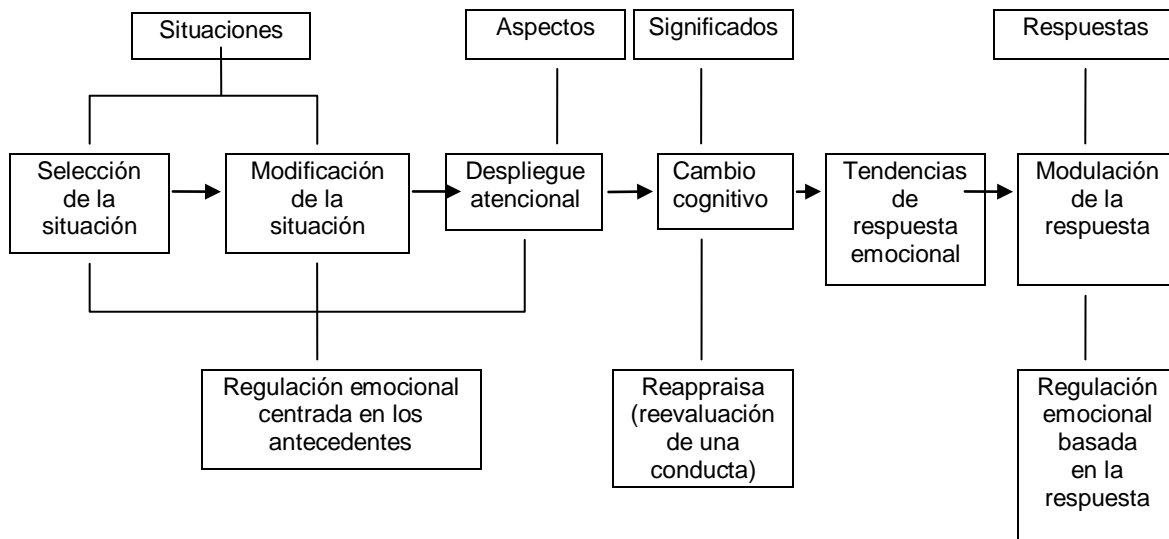 Situaciones
Aspectos
Significados
Respuestas
Selección
de la
situación
Modificación
de la
situación
Despliegue
atencional
Cambio
cognitivo
Tendencias
de
respuesta
emocional
Modulación
de la
respuesta
Regulación emocional
centrada en los
antecedentes
Reappraisa
(reevaluación
de una
conducta)
Regulación
emocional
basada
en la
respuesta